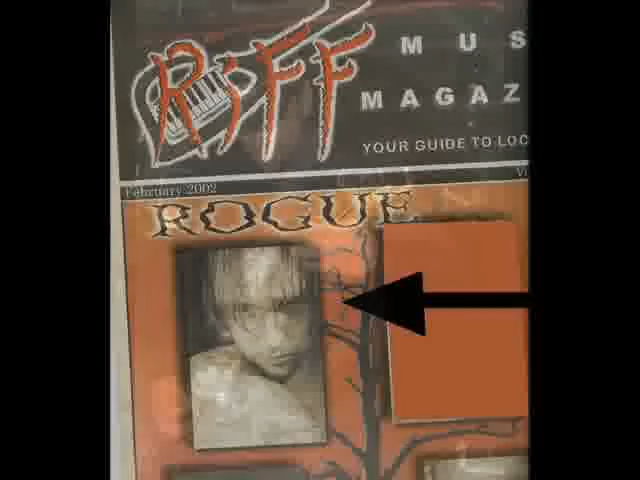 RiFF MUS
MAGAZ
YOUR GUIDE TO LOC
February 2002
ROGUE